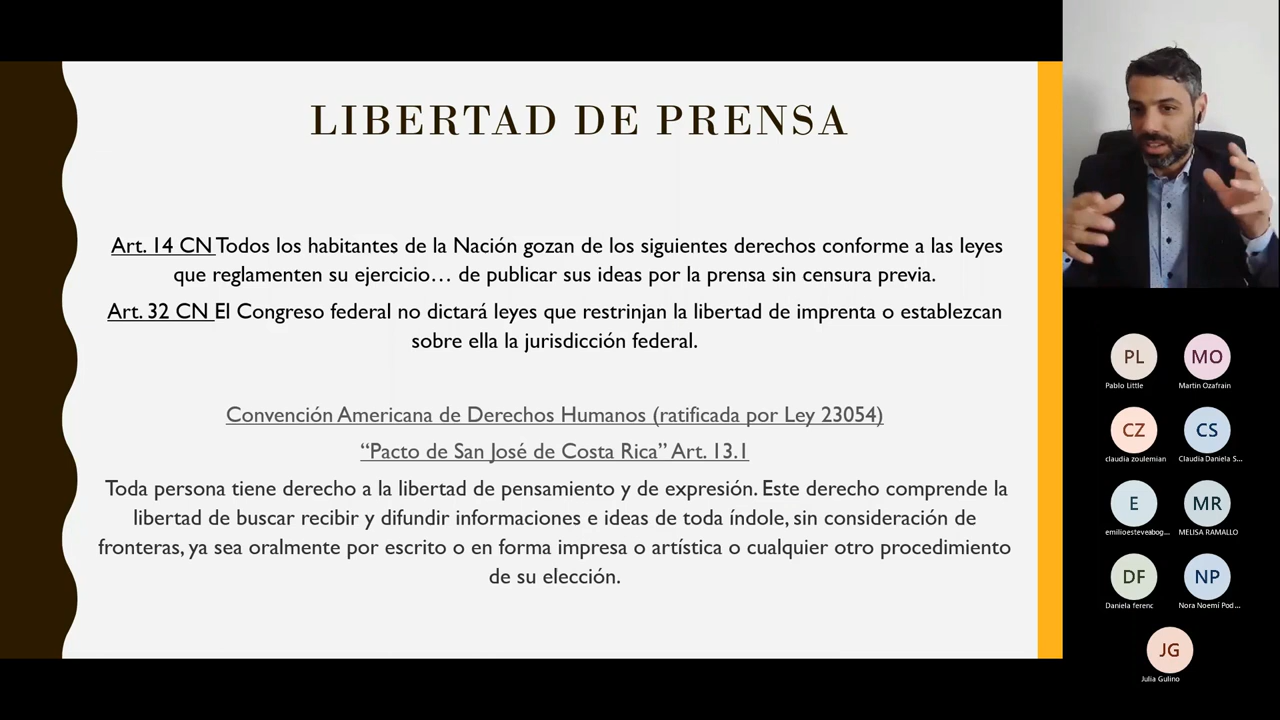 LIBERTAD DE PRENSA
Art. 14 CN Todos los habitantes de la Nación gozan de los siguientes derechos conforme a las leyes
que reglamenten su ejercicio… de publicar sus ideas por la prensa sin censura previa.
Art. 32 CN El Congreso federal no dictará leyes que restrinjan la libertad de imprenta o establezcan
sobre ella la jurisdicción federal.
Convención Americana de Derechos Humanos (ratificada por Ley 23054)
“Pacto de San José de Costa Rica” Art. 13.1
Toda persona tiene derecho a la libertad de pensamiento y de expresión. Este derecho comprende la
libertad de buscar recibir y difundir informaciones e ideas de toda índole, sin consideración de
fronteras, ya sea oralmente por escrito o en forma impresa o artística o cualquier otro procedimiento
de su elección.
PL MO
Pablo Little Martin Ozafrain
CZ CS
claudia zoulemian Claudia Daniela S...
E MR
emilioesteveabog... MELISA RAMALLO
DF NP
Daniela ferenc Nora Noemí Pod...
JG
Julia Gulino